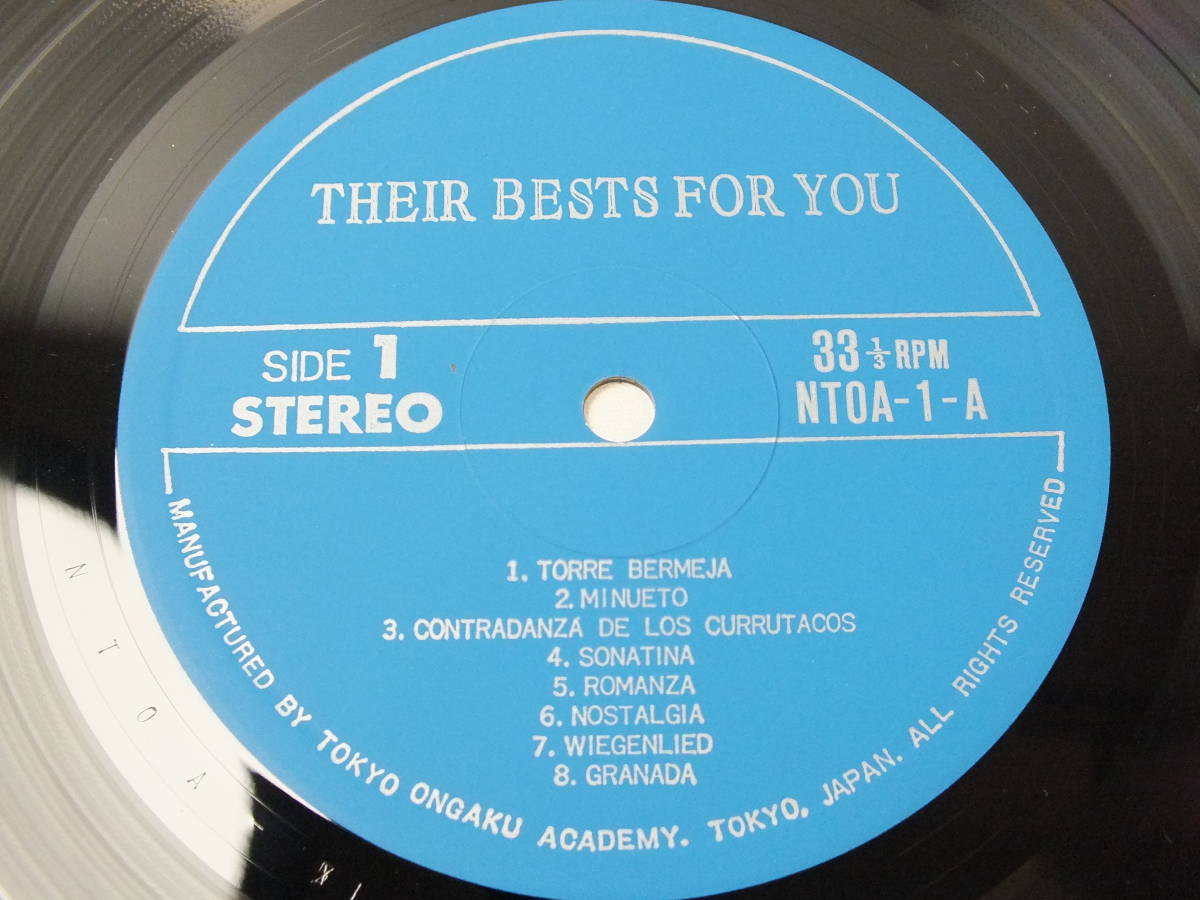 THEIR BESTS FOR YOU
SIDE 1
STEREO
33 1/3 RPM
NTOA-1-A
1. TORRE BERMEJA
2. MINUETO
3. CONTRADANZA DE LOS CURRUTACOS
4. SONATINA
5. ROMANZA
6. NOSTALGIA
7. WIEGENLIED
8. GRANADA
MANUFACTURED BY TOKYO ONGAKU ACADEMY. TOKYO, JAPAN. ALL RIGHTS RESERVED
N T O A